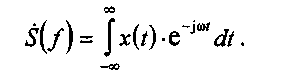 Ṡ(f) = ∫_{-∞}^{∞} x(t)·e^{-jωt} dt .